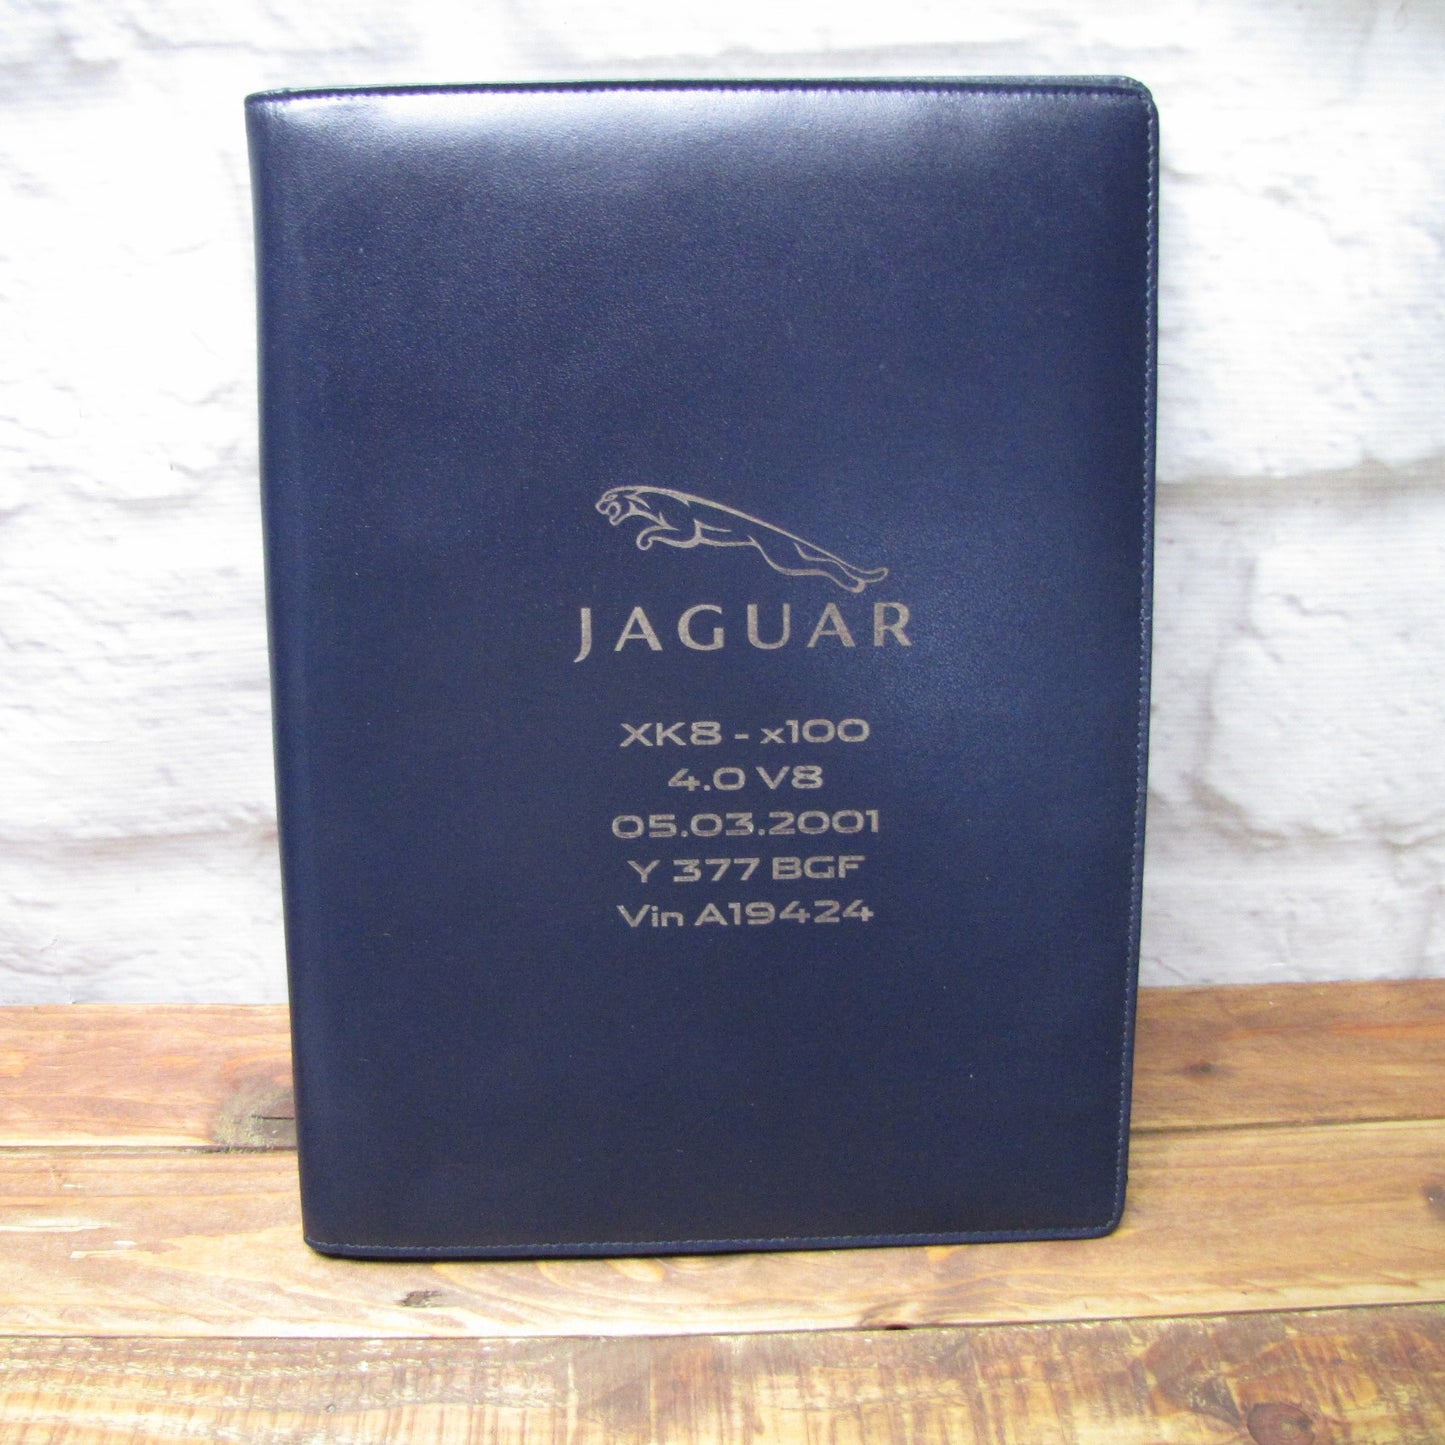 JAGUAR
XK8 - x100
4.0 V8
05.03.2001
Y 377 BGF
Vin A19424